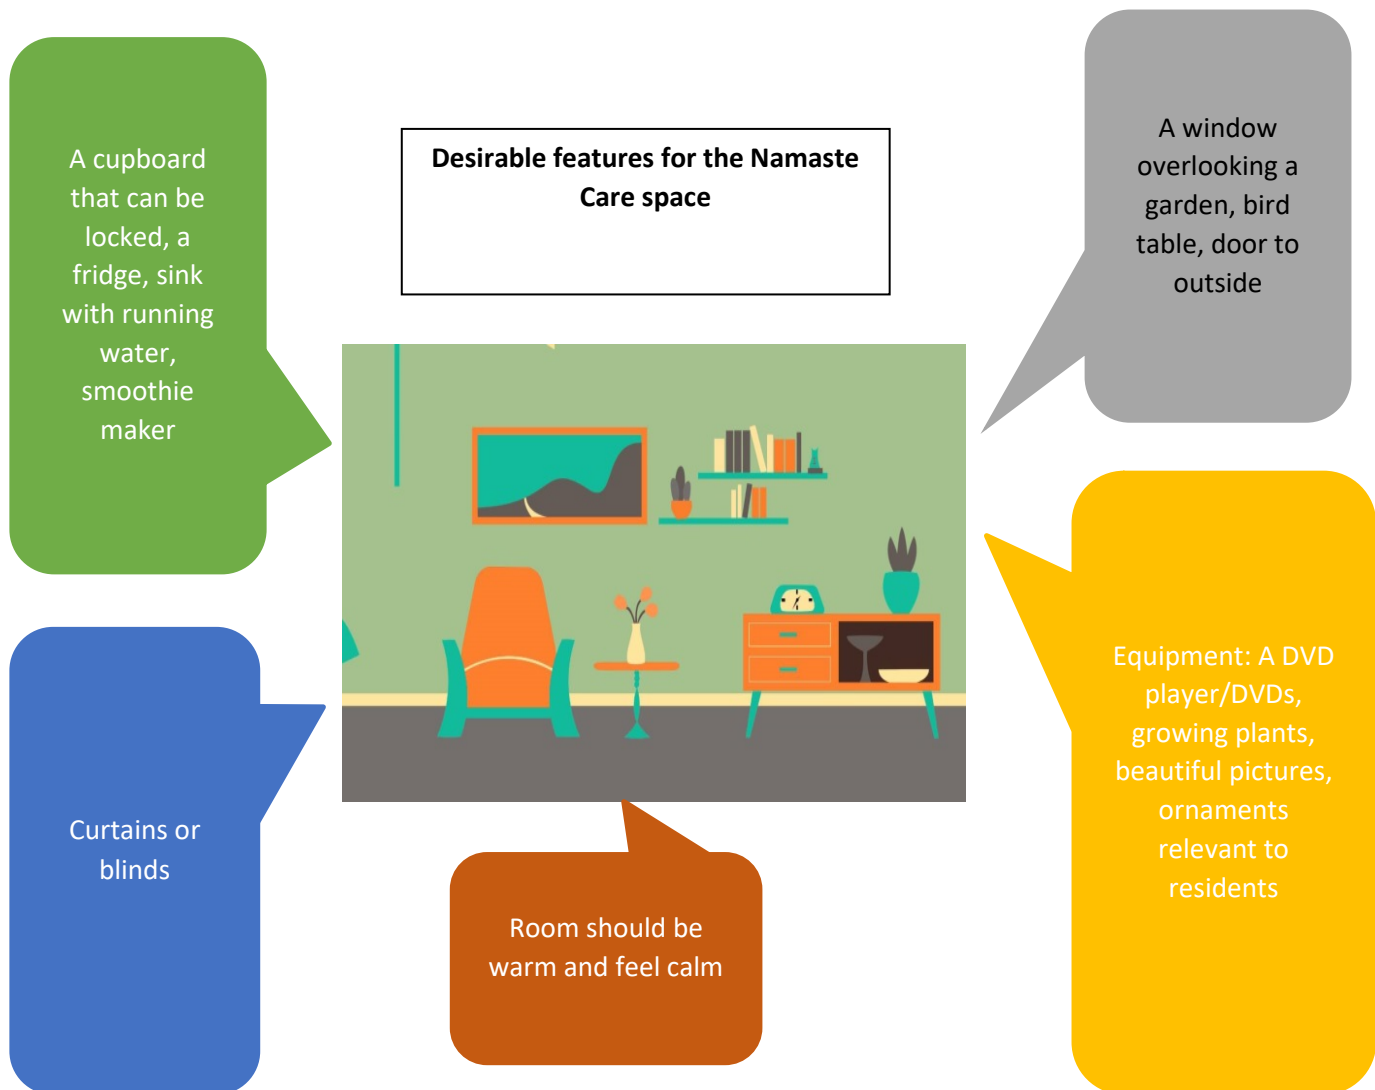 Desirable features for the Namaste
Care space
A cupboard
that can be
locked, a
fridge, sink
with running
water,
smoothie
maker
A window
overlooking a
garden, bird
table, door to
outside
Curtains or
blinds
Room should be
warm and feel calm
Equipment: A DVD
player/DVDs,
growing plants,
beautiful pictures,
ornaments
relevant to
residents